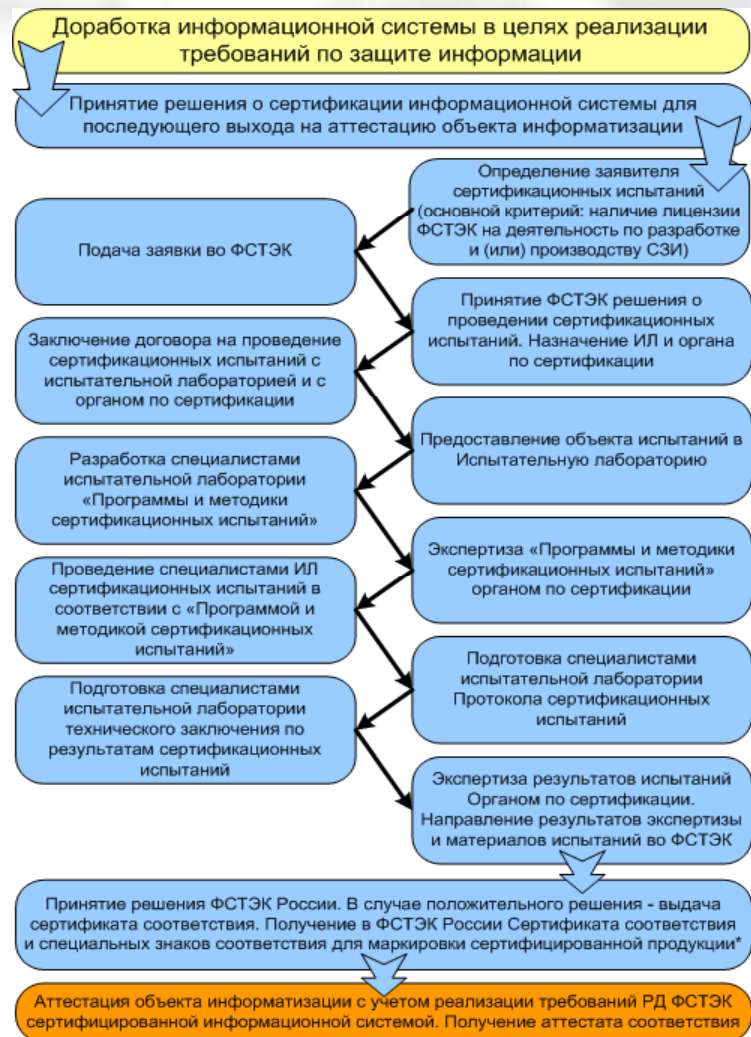 Доработка информационной системы в целях реализации
требований по защите информации
Принятие решения о сертификации информационной системы для
последующего выхода на аттестацию объекта информатизации
Определение заявителя
сертификационных испытаний
(основной критерий: наличие лицензии
ФСТЭК на деятельность по разработке
и (или) производству СЗИ)
Подача заявки во ФСТЭК
Принятие ФСТЭК решения о
проведении сертификационных
испытаний. Назначение ИЛ и органа
по сертификации
Заключение договора на проведение
сертификационных испытаний с
испытательной лабораторией и с
органом по сертификации
Предоставление объекта испытаний в
Испытательную лабораторию
Разработка специалистами
испытательной лаборатории
«Программы и методики
сертификационных испытаний»
Экспертиза «Программы и методики
сертификационных испытаний»
органом по сертификации
Проведение специалистами ИЛ
сертификационных испытаний в
соответствии с «Программой и
методикой сертификационных
испытаний»
Подготовка специалистами
испытательной лаборатории
Протокола сертификационных
испытаний
Подготовка специалистами
испытательной лаборатории
технического заключения по
результатам сертификационных
испытаний
Экспертиза результатов испытаний
Органом по сертификации.
Направление результатов экспертизы
и материалов испытаний во ФСТЭК
Принятие решения ФСТЭК России. В случае положительного решения - выдача
сертификата соответствия. Получение в ФСТЭК России Сертификата соответствия
и специальных знаков соответствия для маркировки сертифицированной продукции*
Аттестация объекта информатизации с учетом реализации требований РД ФСТЭК
сертифицированной информационной системой. Получение аттестата соответствия